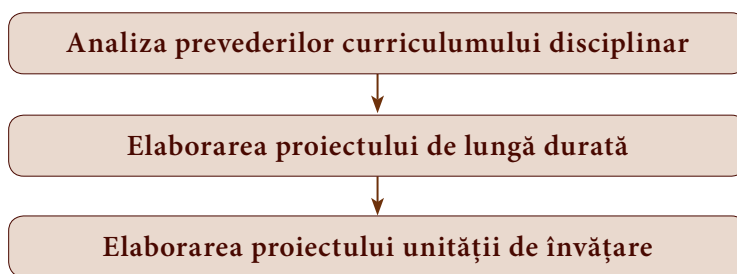 Analiza prevederilor curriculumului disciplinar
Elaborarea proiectului de lungă durată
Elaborarea proiectului unității de învățare